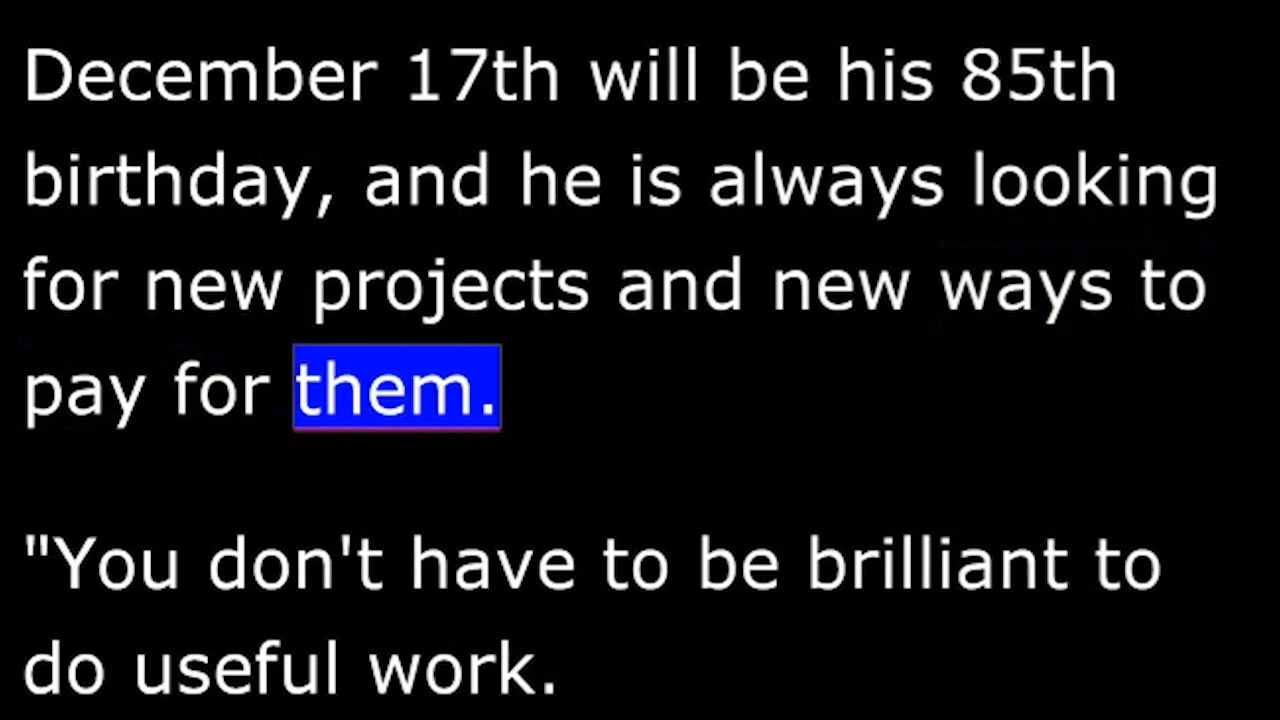 December 17th will be his 85th
birthday, and he is always looking
for new projects and new ways to
pay for them.
"You don't have to be brilliant to
do useful work.